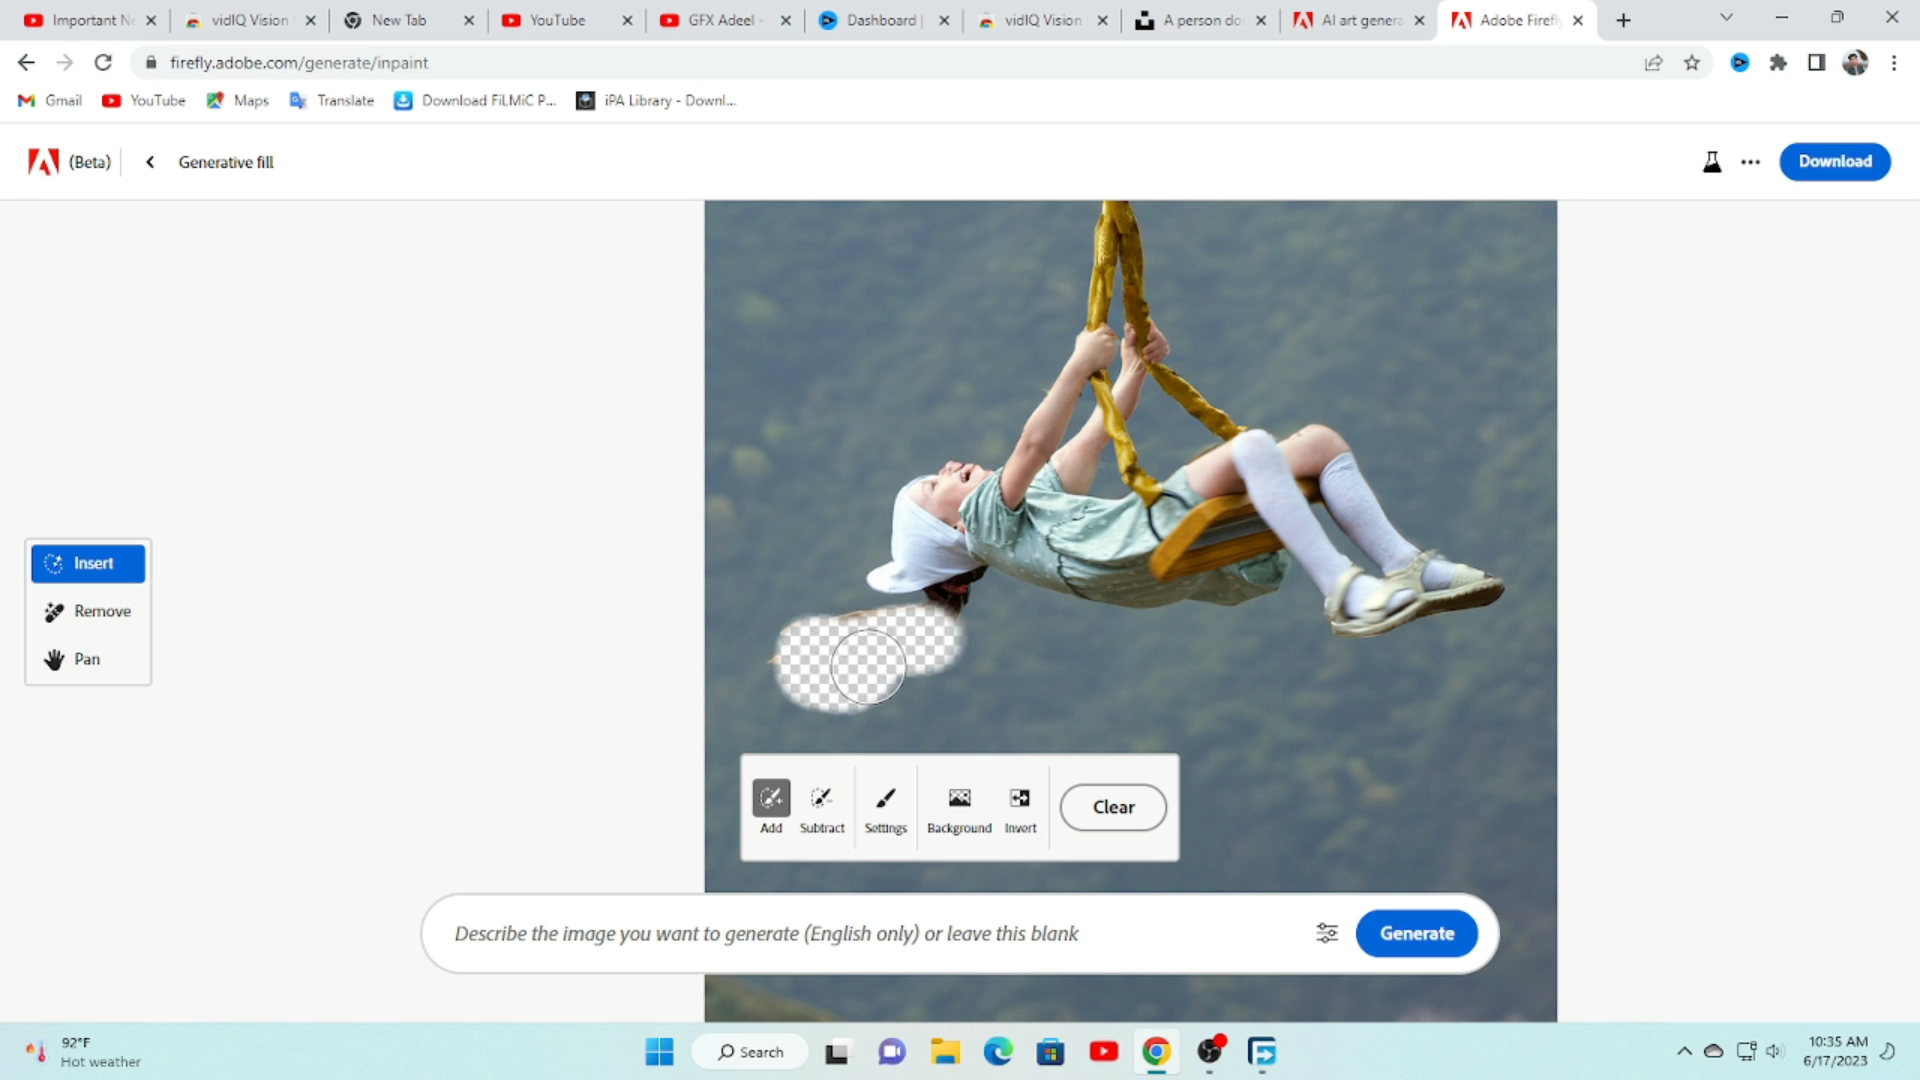 Important Ne
vidIQ Vision
New Tab
YouTube
GFX Adeel -
Dashboard |
vidIQ Vision
A person do
AI art genera
Adobe Firefly
firefly.adobe.com/generate/inpaint
Gmail
YouTube
Maps
Translate
Download FiLMiC P...
iPA Library - Downl...
(Beta)
Generative fill
Download
Insert
Remove
Pan
Add
Subtract
Settings
Background
Invert
Clear
Describe the image you want to generate (English only) or leave this blank
Generate
92°F
Hot weather
Search
10:35 AM
6/17/2023